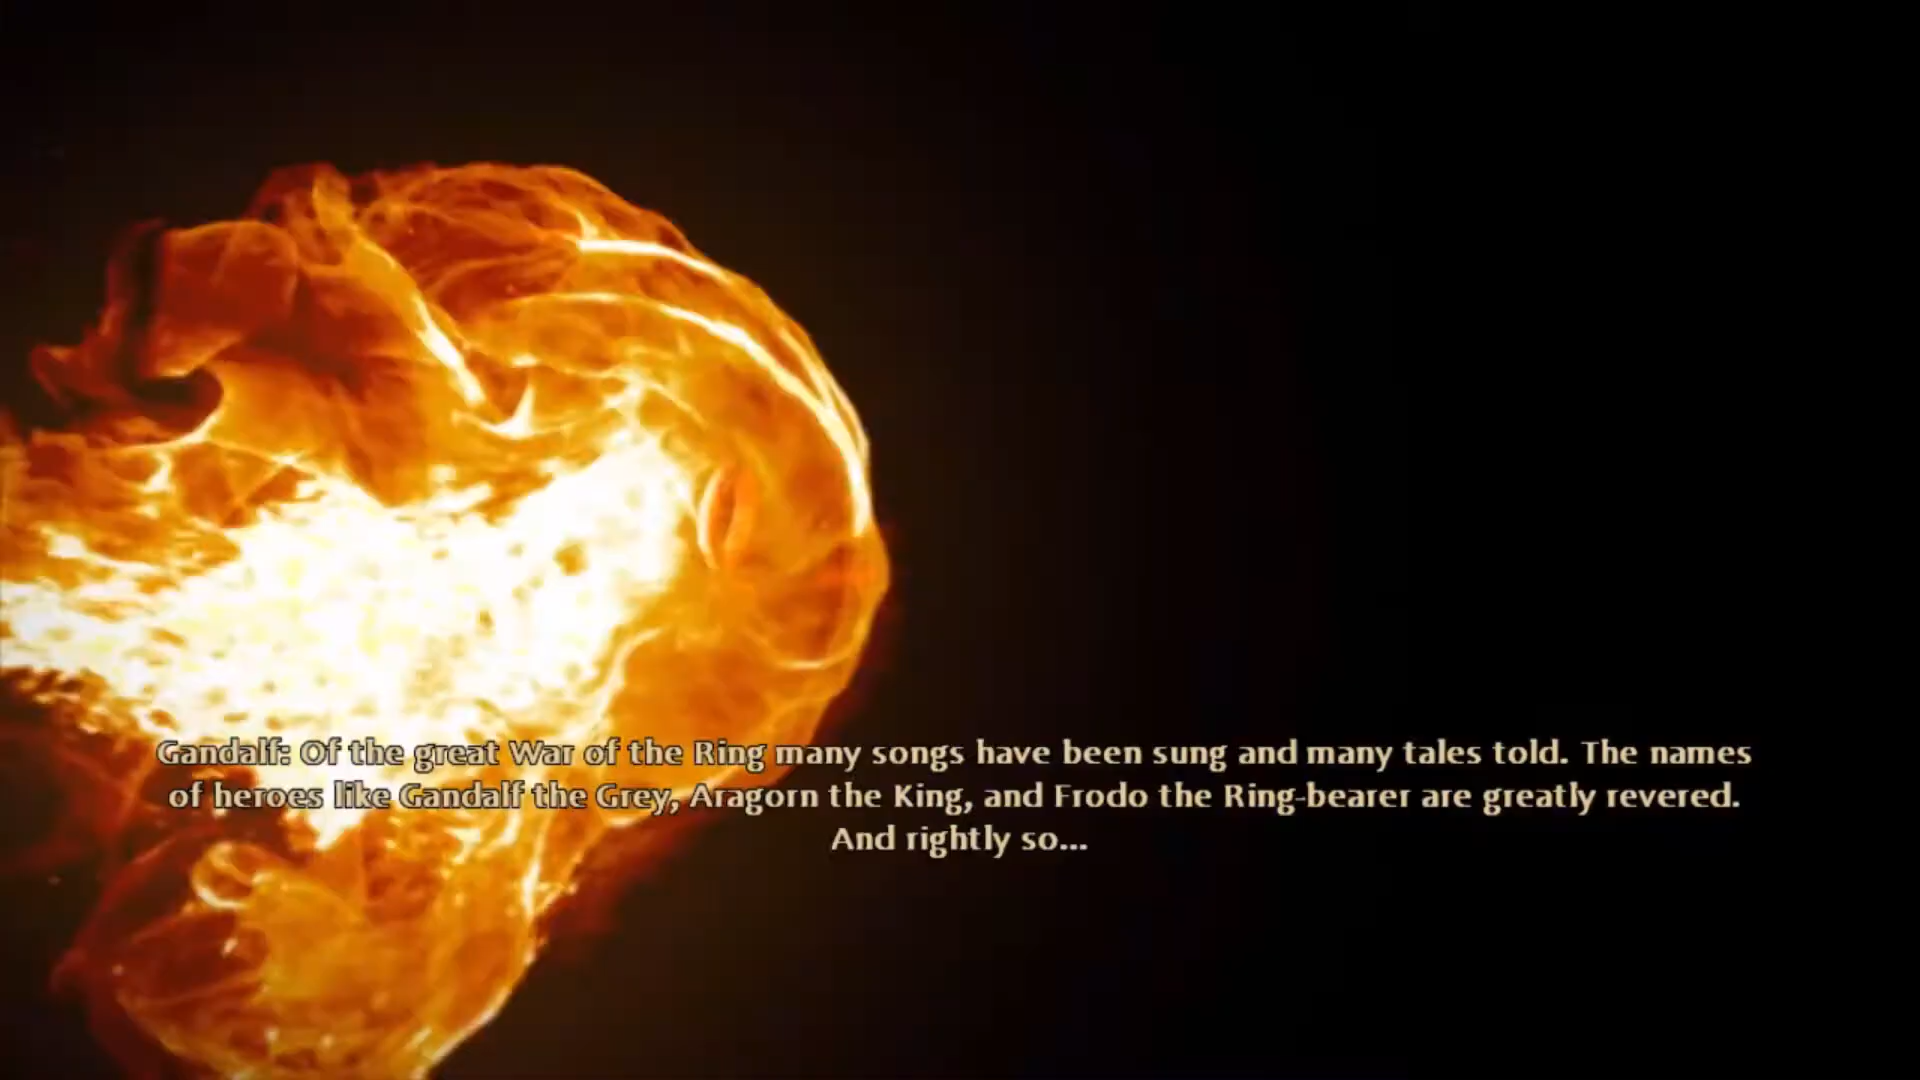 Gandalf: Of the great War of the Ring many songs have been sung and many tales told. The names
of heroes like Gandalf the Grey, Aragorn the King, and Frodo the Ring-bearer are greatly revered.
And rightly so...